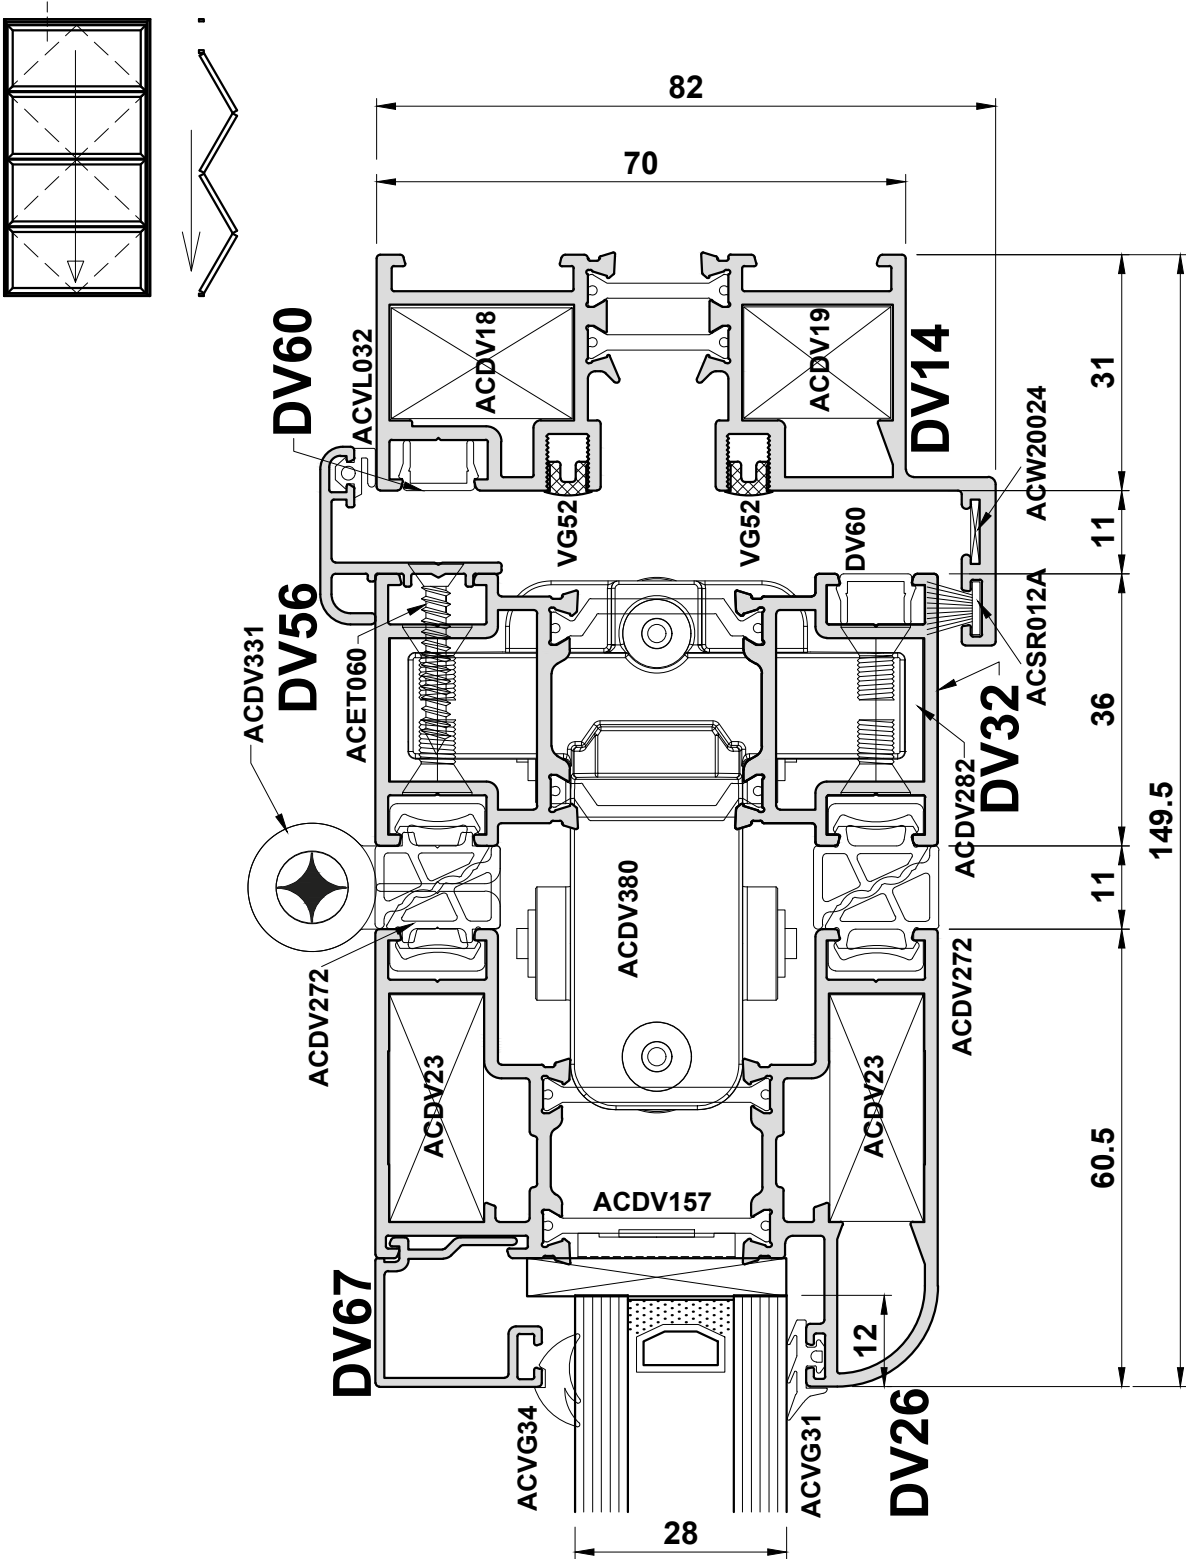 82
70
DV60
ACVL032
ACDV18
ACDV19
DV14
31
ACW20024
VG52
VG52
DV60
11
ACDV331
DV56
ACET060
ACSR012A
DV32
ACDV282
36
149.5
ACDV380
11
ACDV272
ACDV272
ACDV23
ACDV23
60.5
ACDV157
DV67
12
ACVG34
ACVG31
DV26
28